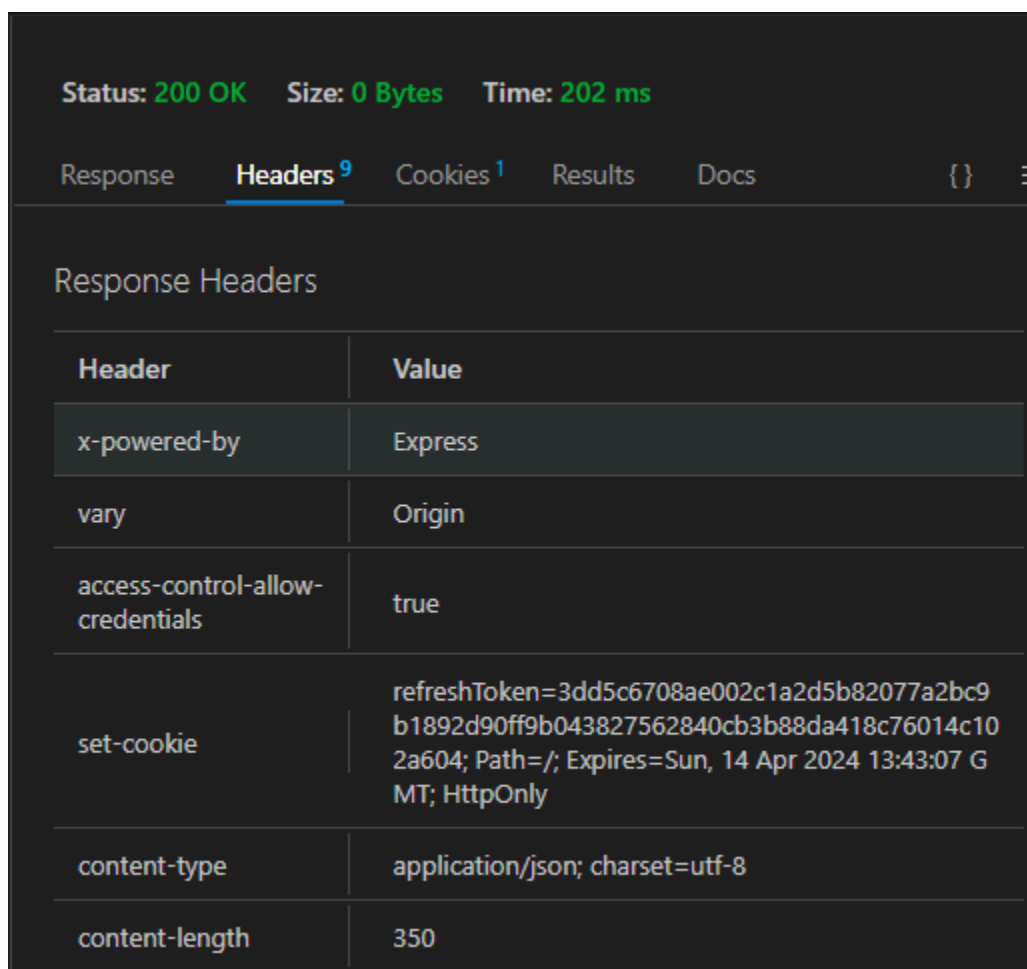 Status: 200 OK Size: 0 Bytes Time: 202 ms
Response Headers 9 Cookies 1 Results Docs {}
Response Headers
Header Value
x-powered-by Express
vary Origin
access-control-allow-
credentials
true
set-cookie
refreshToken=3dd5c6708ae002c1a2d5b82077a2bc9
b1892d90ff9b043827562840cb3b88da418c76014c10
2a604; Path=/; Expires=Sun, 14 Apr 2024 13:43:07 G
MT; HttpOnly
content-type application/json; charset=utf-8
content-length 350